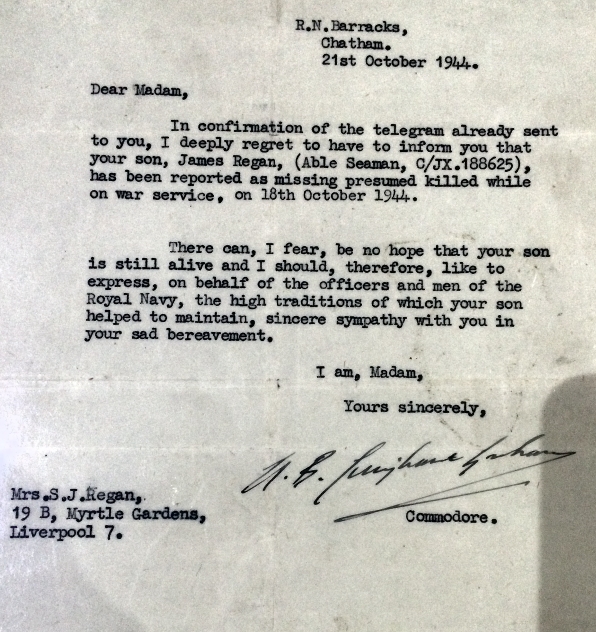 R.N.Barracks,
Chatham.
21st October 1944.
Dear Madam,
In confirmation of the telegram already sent
to you, I deeply regret to have to inform you that
your son, James Regan, (Able Seaman, C/JX.188625),
has been reported as missing presumed killed while
on war service, on 18th October 1944.
There can, I fear, be no hope that your son
is still alive and I should, therefore, like to
express, on behalf of the officers and men of the
Royal Navy, the high traditions of which your son
helped to maintain, sincere sympathy with you in
your sad bereavement.
I am, Madam,
Yours sincerely,
Commodore.
Mrs.S.J.Regan,
19 B, Myrtle Gardens,
Liverpool 7.